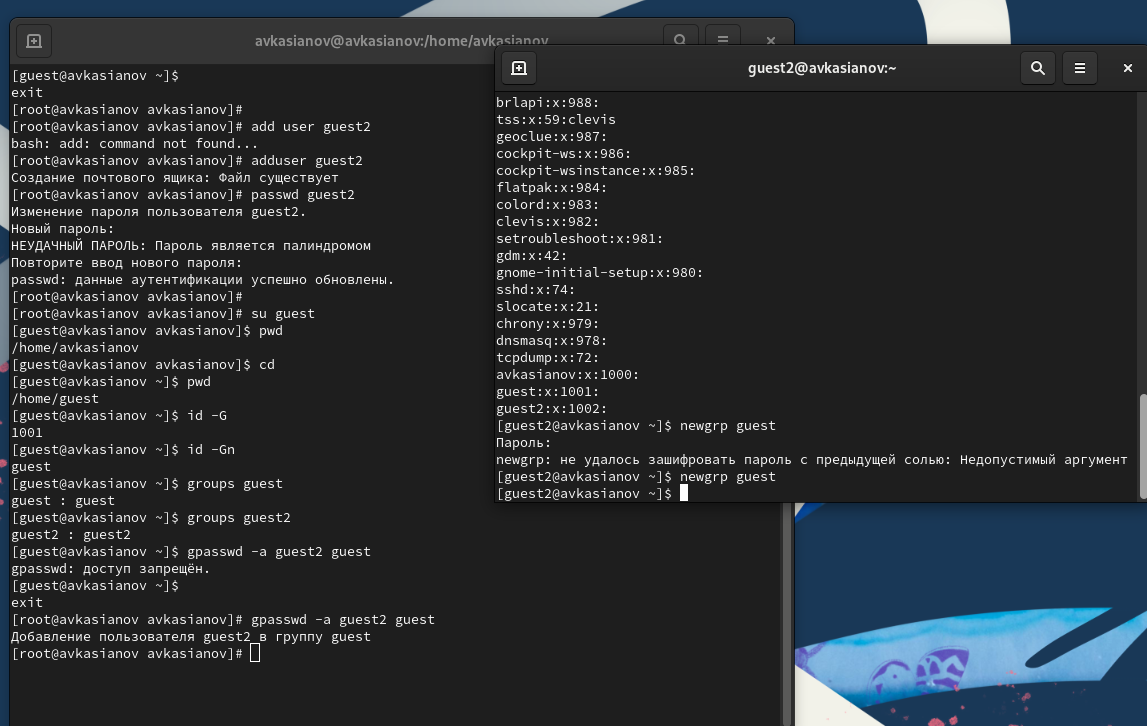 avkasianov@avkasianov:/home/avkasianov
[guest@avkasianov ~]$
exit
[root@avkasianov avkasianov]#
[root@avkasianov avkasianov]# add user guest2
bash: add: command not found...
[root@avkasianov avkasianov]# adduser guest2
Создание почтового ящика: Файл существует
[root@avkasianov avkasianov]# passwd guest2
Изменение пароля пользователя guest2.
Новый пароль:
НЕУДАЧНЫЙ ПАРОЛЬ: Пароль является палиндромом
Повторите ввод нового пароля:
passwd: данные аутентификации успешно обновлены.
[root@avkasianov avkasianov]#
[root@avkasianov avkasianov]# su guest
[guest@avkasianov avkasianov]$ pwd
/home/avkasianov
[guest@avkasianov avkasianov]$ cd
[guest@avkasianov ~]$ pwd
/home/guest
[guest@avkasianov ~]$ id -G
1001
[guest@avkasianov ~]$ id -Gn
guest
[guest@avkasianov ~]$ groups guest
guest : guest
[guest@avkasianov ~]$ groups guest2
guest2 : guest2
[guest@avkasianov ~]$ gpasswd -a guest2 guest
gpasswd: доступ запрещён.
[guest@avkasianov ~]$
exit
[root@avkasianov avkasianov]# gpasswd -a guest2 guest
Добавление пользователя guest2 в группу guest
[root@avkasianov avkasianov]#
guest2@avkasianov:~
brlapi:x:988:
tss:x:59:clevis
geoclue:x:987:
cockpit-ws:x:986:
cockpit-wsinstance:x:985:
flatpak:x:984:
colord:x:983:
clevis:x:982:
setroubleshoot:x:981:
gdm:x:42:
gnome-initial-setup:x:980:
sshd:x:74:
slocate:x:21:
chrony:x:979:
dnsmasq:x:978:
tcpdump:x:72:
avkasianov:x:1000:
guest:x:1001:
guest2:x:1002:
[guest2@avkasianov ~]$ newgrp guest
Пароль:
newgrp: не удалось зашифровать пароль с предыдущей солью: Недопустимый аргумент
[guest2@avkasianov ~]$ newgrp guest
[guest2@avkasianov ~]$